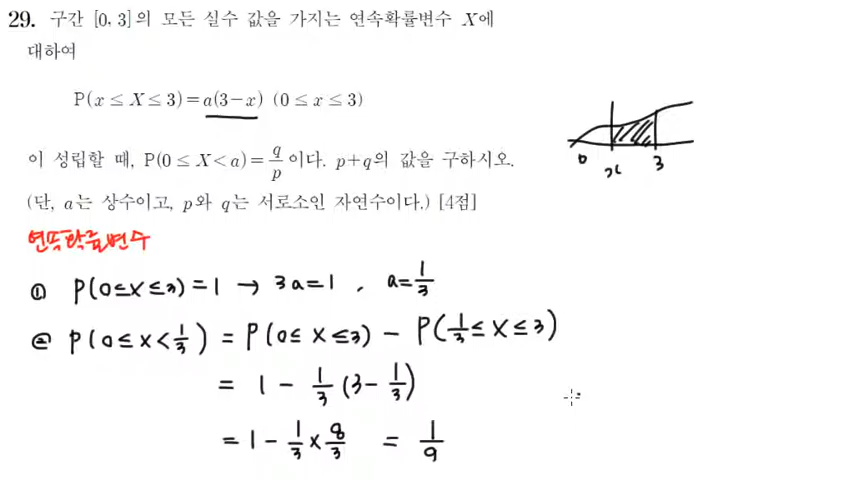 29. 구간 [0, 3]의 모든 실수 값을 가지는 연속확률변수 X에
대하여
P(x ≤ X ≤ 3) = a(3−x) (0 ≤ x ≤ 3)
이 성립할 때, P(0 ≤ X < a) = q/p이다. p+q의 값을 구하시오.
(단, a는 상수이고, p와 q는 서로소인 자연수이다.) [4점]
0 x 3
연속확률변수
① P(0≤X≤3) = 1 → 3a=1 , a=1/3
② P(0≤X<1/3) = P(0≤X≤3) − P(1/3≤X≤3)
= 1 − 1/3 (3 − 1/3)
= 1 − 1/3 × 8/3 = 1/9